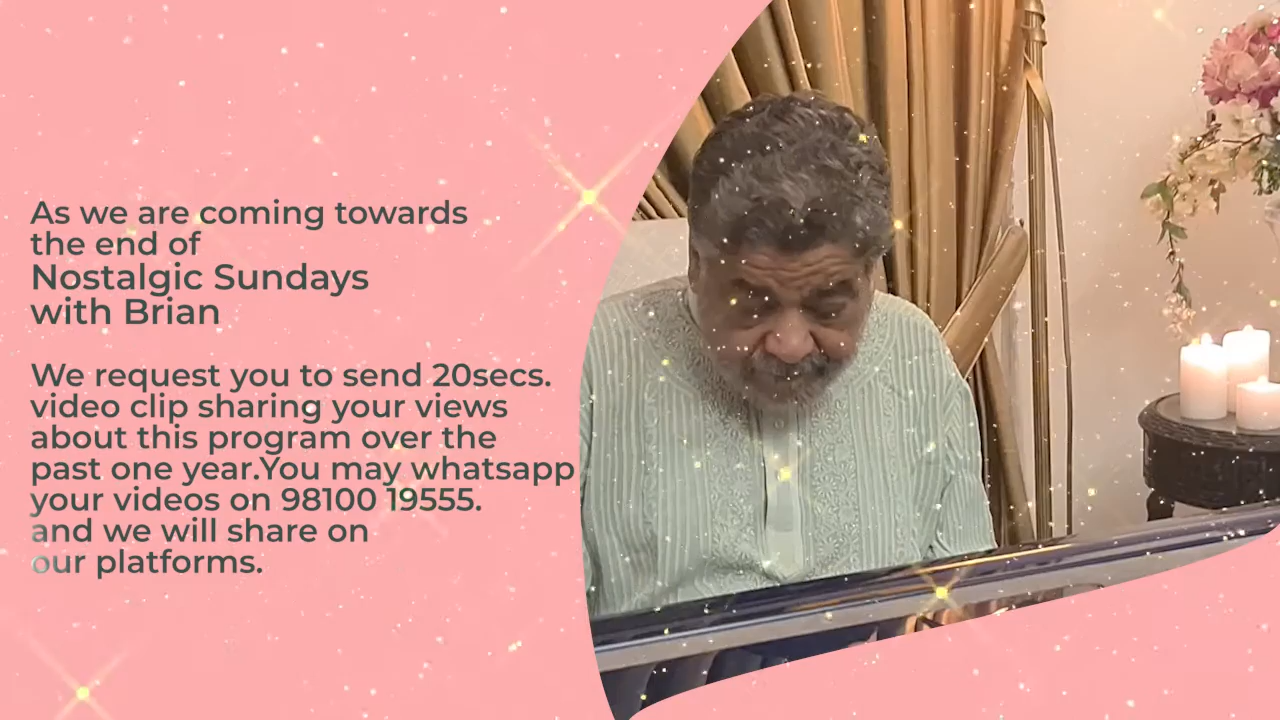 As we are coming towards
the end of
Nostalgic Sundays
with Brian
We request you to send 20secs.
video clip sharing your views
about this program over the
past one year.You may whatsapp
your videos on 98100 19555.
and we will share on
our platforms.